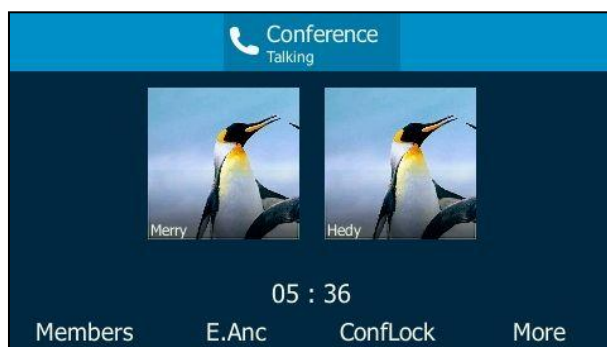 Conference
Talking
Merry Hedy
05 : 36
Members E.Anc ConfLock More